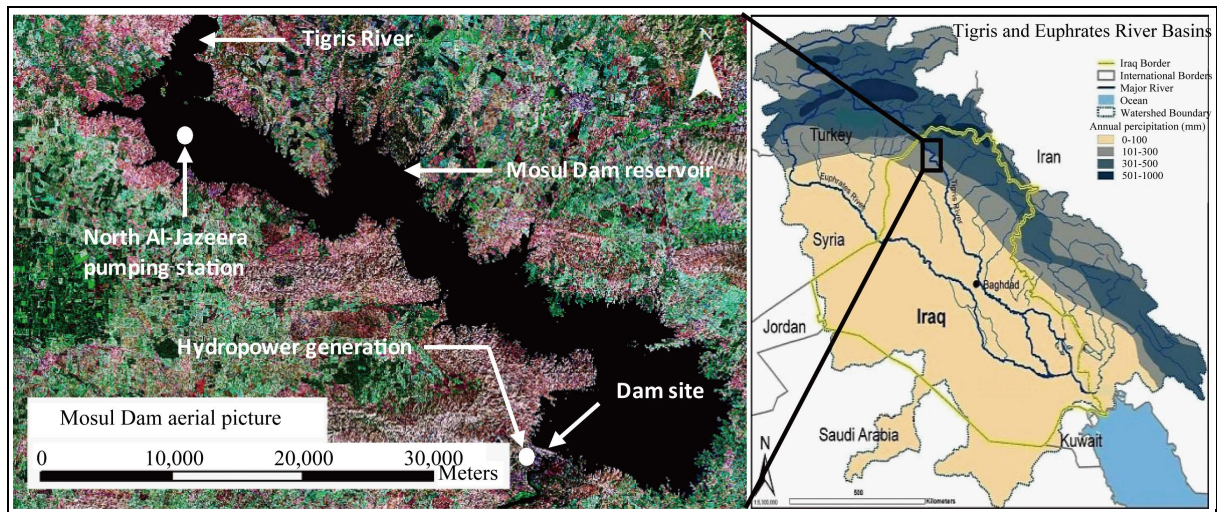 Tigris River
N
Mosul Dam reservoir
North Al-Jazeera
pumping station
Hydropower generation
Dam site
Mosul Dam aerial picture
0 10,000 20,000 30,000
Meters
Tigris and Euphrates River Basins
Iraq Border
International Borders
Major River
Ocean
Watershed Boundary
Annual percipitation (mm)
0-100
101-300
301-500
501-1000
Turkey
Iran
Euphrates River
Tigris River
Syria
Baghdad
Iraq
Jordan
Saudi Arabia
Kuwait
N
500
Kilometers